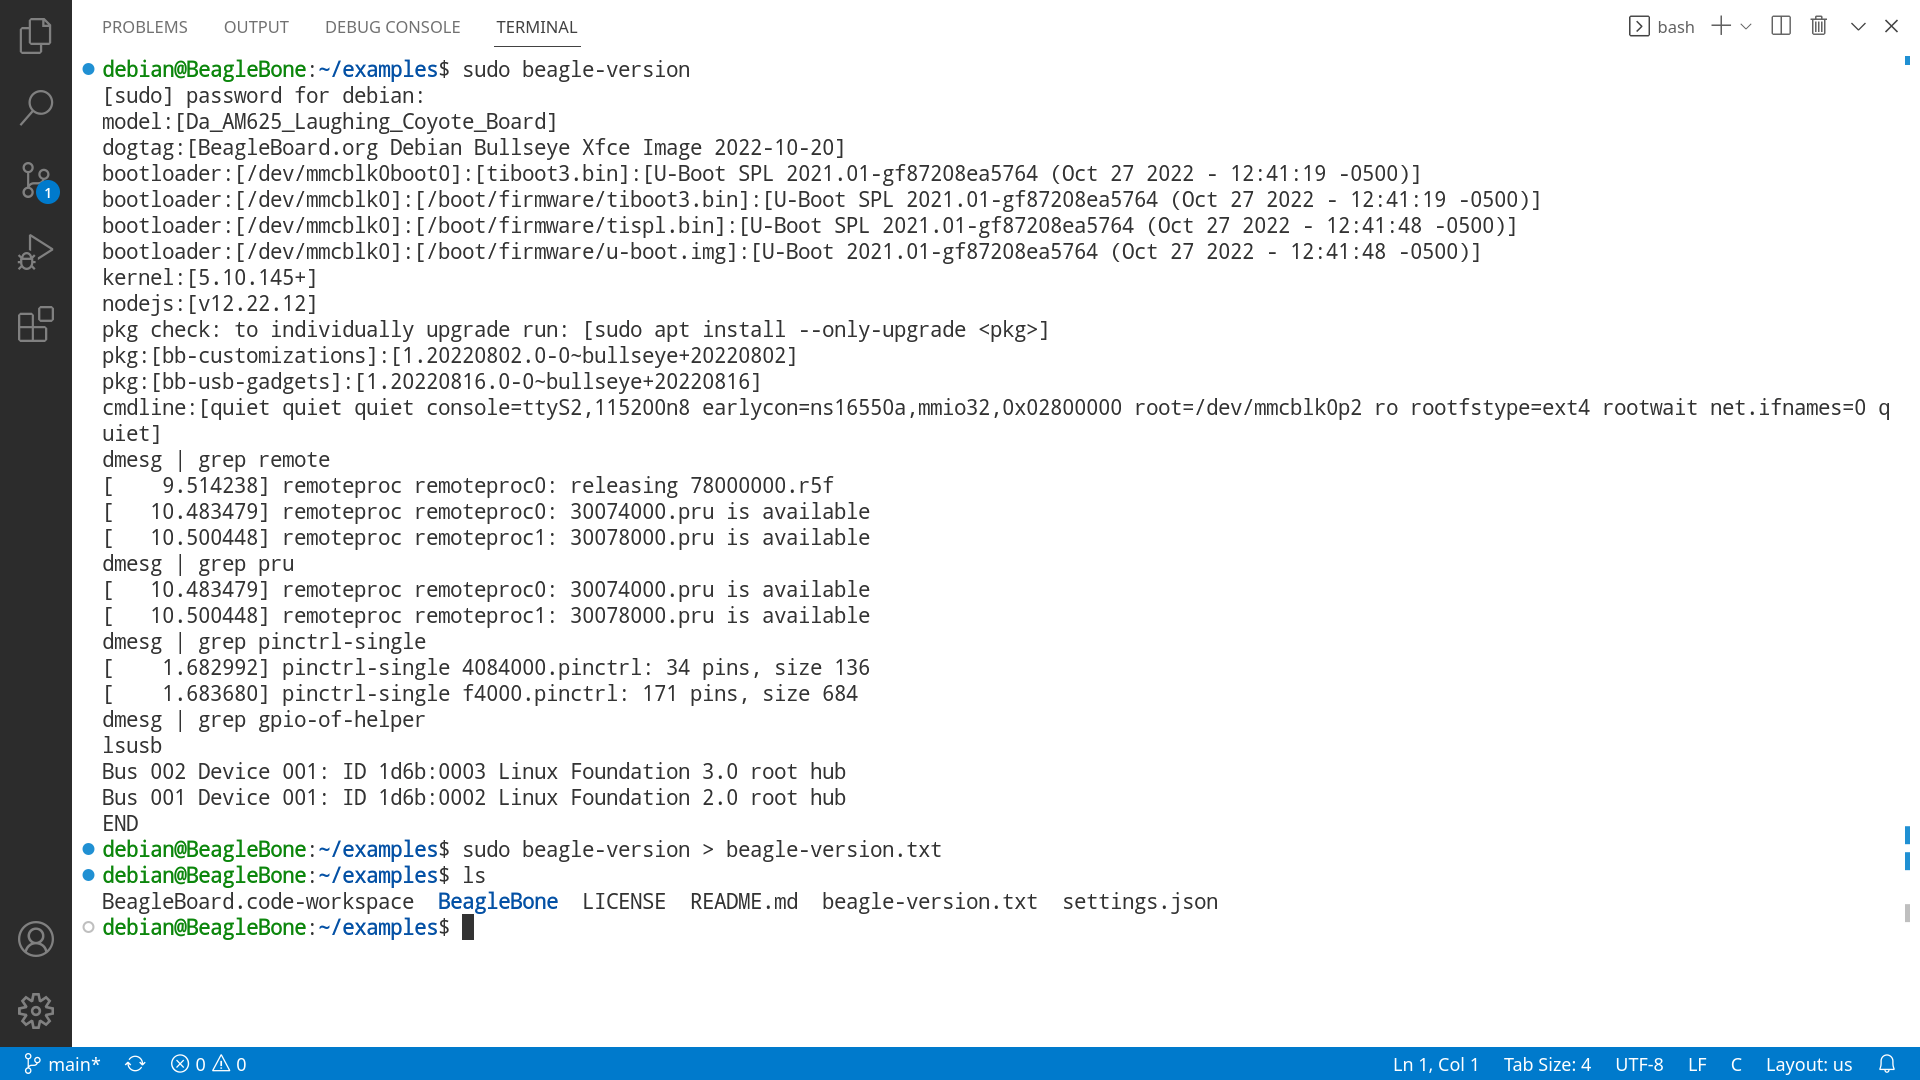 PROBLEMS OUTPUT DEBUG CONSOLE TERMINAL bash
debian@BeagleBone:~/examples$ sudo beagle-version
[sudo] password for debian:
model:[Da_AM625_Laughing_Coyote_Board]
dogtag:[BeagleBoard.org Debian Bullseye Xfce Image 2022-10-20]
bootloader:[/dev/mmcblk0boot0]:[tiboot3.bin]:[U-Boot SPL 2021.01-gf87208ea5764 (Oct 27 2022 - 12:41:19 -0500)]
bootloader:[/dev/mmcblk0]:[/boot/firmware/tiboot3.bin]:[U-Boot SPL 2021.01-gf87208ea5764 (Oct 27 2022 - 12:41:19 -0500)]
bootloader:[/dev/mmcblk0]:[/boot/firmware/tispl.bin]:[U-Boot SPL 2021.01-gf87208ea5764 (Oct 27 2022 - 12:41:48 -0500)]
bootloader:[/dev/mmcblk0]:[/boot/firmware/u-boot.img]:[U-Boot 2021.01-gf87208ea5764 (Oct 27 2022 - 12:41:48 -0500)]
kernel:[5.10.145+]
nodejs:[v12.22.12]
pkg check: to individually upgrade run: [sudo apt install --only-upgrade <pkg>]
pkg:[bb-customizations]:[1.20220802.0-0~bullseye+20220802]
pkg:[bb-usb-gadgets]:[1.20220816.0-0~bullseye+20220816]
cmdline:[quiet quiet quiet console=ttyS2,115200n8 earlycon=ns16550a,mmio32,0x02800000 root=/dev/mmcblk0p2 ro rootfstype=ext4 rootwait net.ifnames=0 q
uiet]
dmesg | grep remote
[    9.514238] remoteproc remoteproc0: releasing 78000000.r5f
[   10.483479] remoteproc remoteproc0: 30074000.pru is available
[   10.500448] remoteproc remoteproc1: 30078000.pru is available
dmesg | grep pru
[   10.483479] remoteproc remoteproc0: 30074000.pru is available
[   10.500448] remoteproc remoteproc1: 30078000.pru is available
dmesg | grep pinctrl-single
[    1.682992] pinctrl-single 4084000.pinctrl: 34 pins, size 136
[    1.683680] pinctrl-single f4000.pinctrl: 171 pins, size 684
dmesg | grep gpio-of-helper
lsusb
Bus 002 Device 001: ID 1d6b:0003 Linux Foundation 3.0 root hub
Bus 001 Device 001: ID 1d6b:0002 Linux Foundation 2.0 root hub
END
debian@BeagleBone:~/examples$ sudo beagle-version > beagle-version.txt
debian@BeagleBone:~/examples$ ls
BeagleBoard.code-workspace  BeagleBone  LICENSE  README.md  beagle-version.txt  settings.json
debian@BeagleBone:~/examples$
1
main* 0 0 Ln 1, Col 1 Tab Size: 4 UTF-8 LF C Layout: us